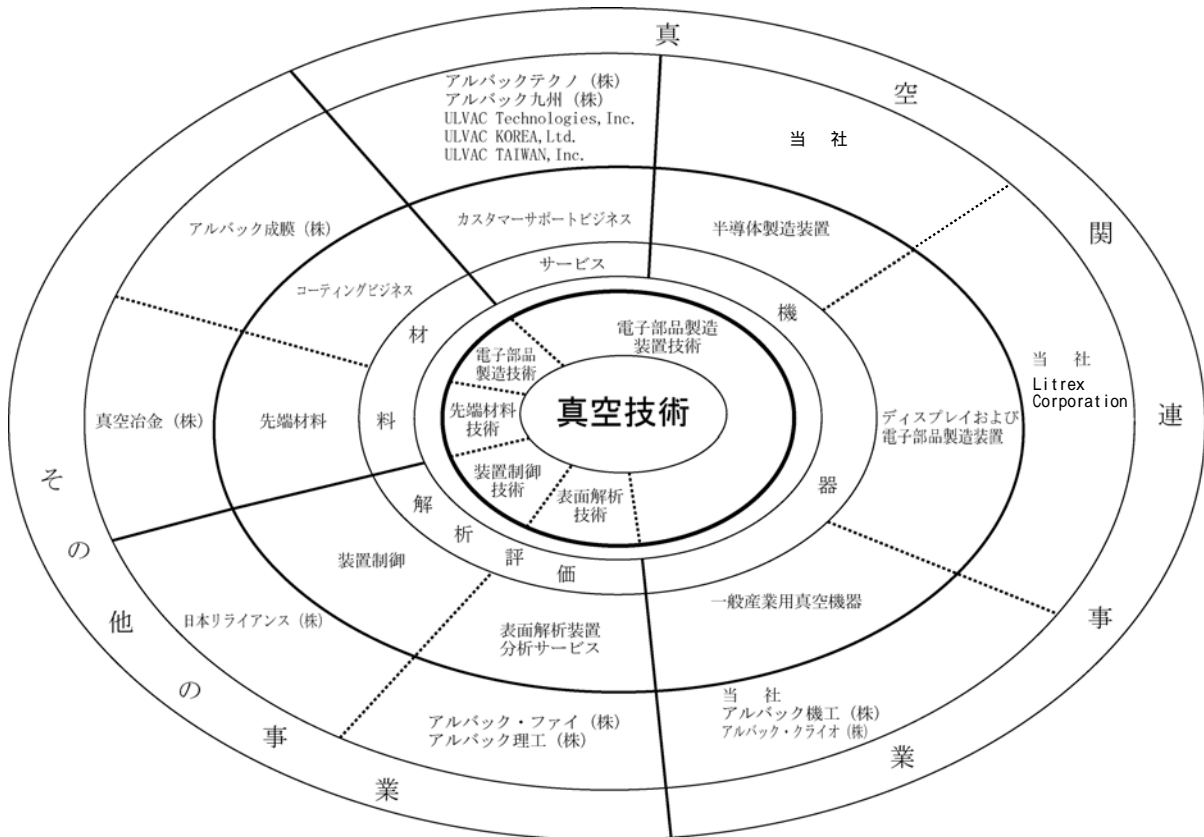 真空関連事業
アルバックテクノ（株）
アルバック九州（株）
ULVAC Technologies,Inc.
ULVAC KOREA,Ltd.
ULVAC TAIWAN,Inc.
当 社
アルバック成膜（株）
カスタマーサポートビジネス
半導体製造装置
サービス
コーティングビジネス
機器
材料
電子部品製造
装置技術
電子部品
製造技術
当 社
Litrex
Corporation
真空技術
真空冶金（株）
先端材料
先端材料
技術
ディスプレイおよび
電子部品製造装置
装置制御
技術
表面解析
技術
解析評価
装置制御
一般産業用真空機器
日本リライアンス（株）
表面解析装置
分析サービス
当 社
アルバック機工（株）
アルバック・クライオ（株）
アルバック・ファイ（株）
アルバック理工（株）
その他の事業